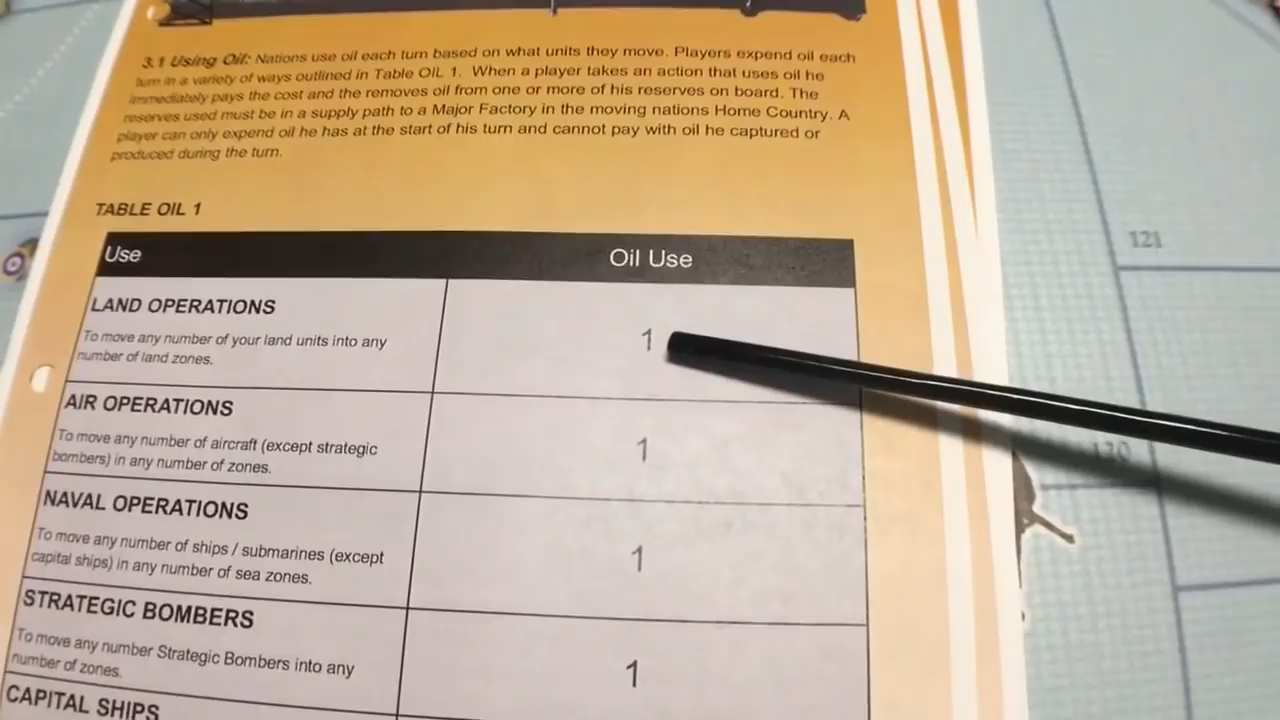 3.1 Using Oil: Nations use oil each turn based on what units they move. Players expend oil each
turn in a variety of ways outlined in Table OIL 1. When a player takes an action that uses oil he
immediately pays the cost and the removes oil from one or more of his reserves on board. The
reserves used must be in a supply path to a Major Factory in the moving nations Home Country. A
player can only expend oil he has at the start of his turn and cannot pay with oil he captured or
produced during the turn.
TABLE OIL 1
Use
Oil Use
LAND OPERATIONS
To move any number of your land units into any
number of land zones.
1
AIR OPERATIONS
To move any number of aircraft (except strategic
bombers) in any number of zones.
1
NAVAL OPERATIONS
To move any number of ships / submarines (except
capital ships) in any number of sea zones.
1
STRATEGIC BOMBERS
To move any number Strategic Bombers into any
number of zones.
1
CAPITAL SHIPS
121
120